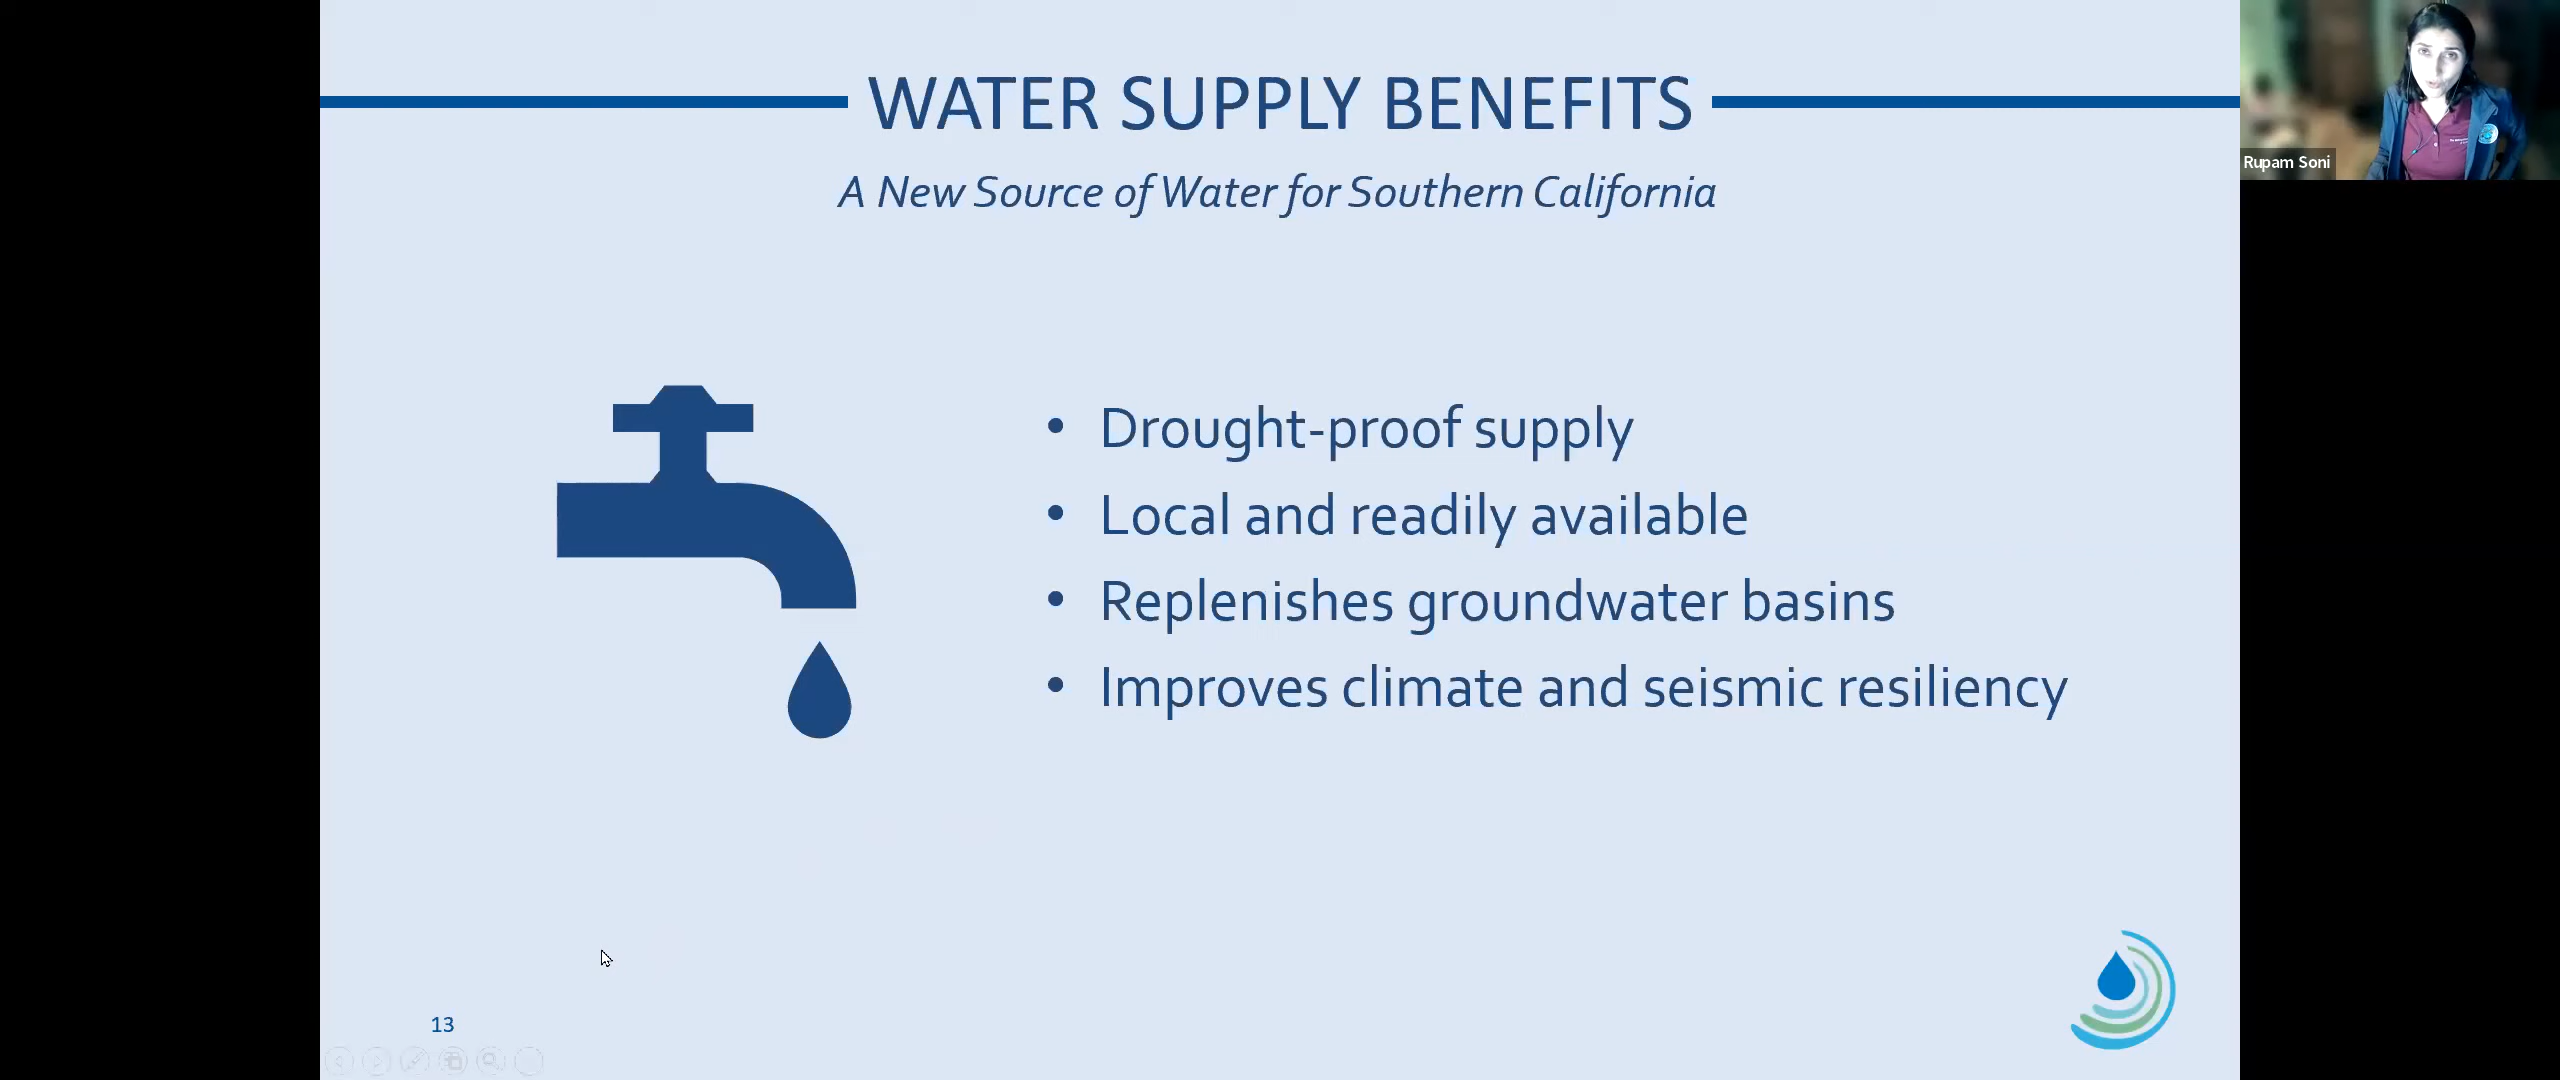 WATER SUPPLY BENEFITS
A New Source of Water for Southern California
Rupam Soni
• Drought-proof supply
• Local and readily available
• Replenishes groundwater basins
• Improves climate and seismic resiliency
13